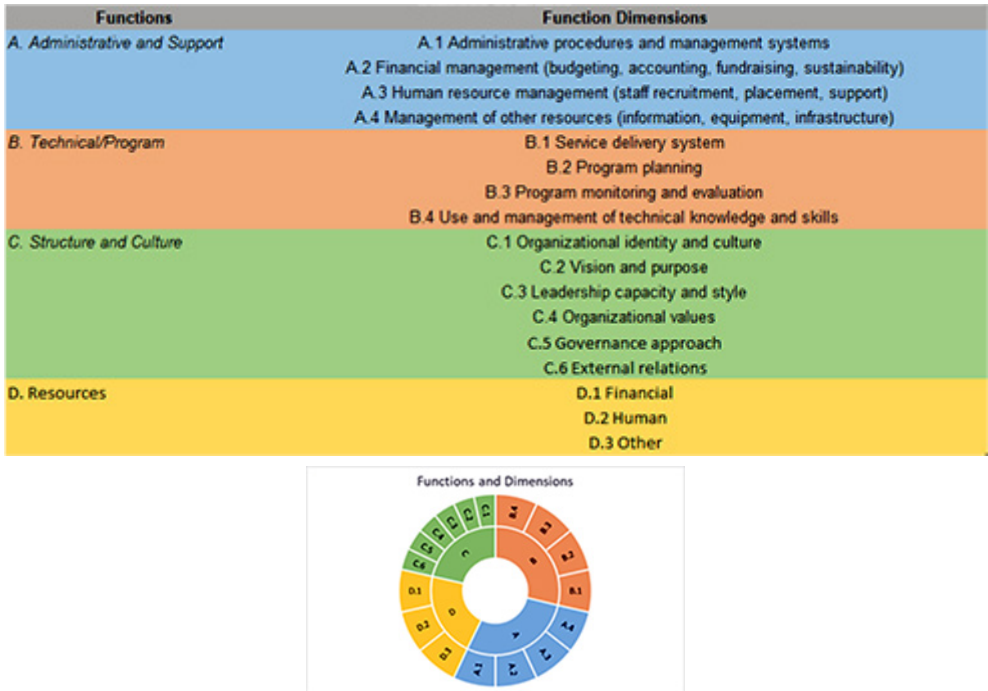 Functions Function Dimensions
A. Administrative and Support A.1 Administrative procedures and management systems
A.2 Financial management (budgeting, accounting, fundraising, sustainability)
A.3 Human resource management (staff recruitment, placement, support)
A.4 Management of other resources (information, equipment, infrastructure)
B. Technical/Program B.1 Service delivery system
B.2 Program planning
B.3 Program monitoring and evaluation
B.4 Use and management of technical knowledge and skills
C. Structure and Culture C.1 Organizational identity and culture
C.2 Vision and purpose
C.3 Leadership capacity and style
C.4 Organizational values
C.5 Governance approach
C.6 External relations
D. Resources D.1 Financial
D.2 Human
D.3 Other
Functions and Dimensions
B.4
B.3
B.2
B.1
A.4
A.1
D.3
D.2
D.1
C.6
C.5
A
B
C
D